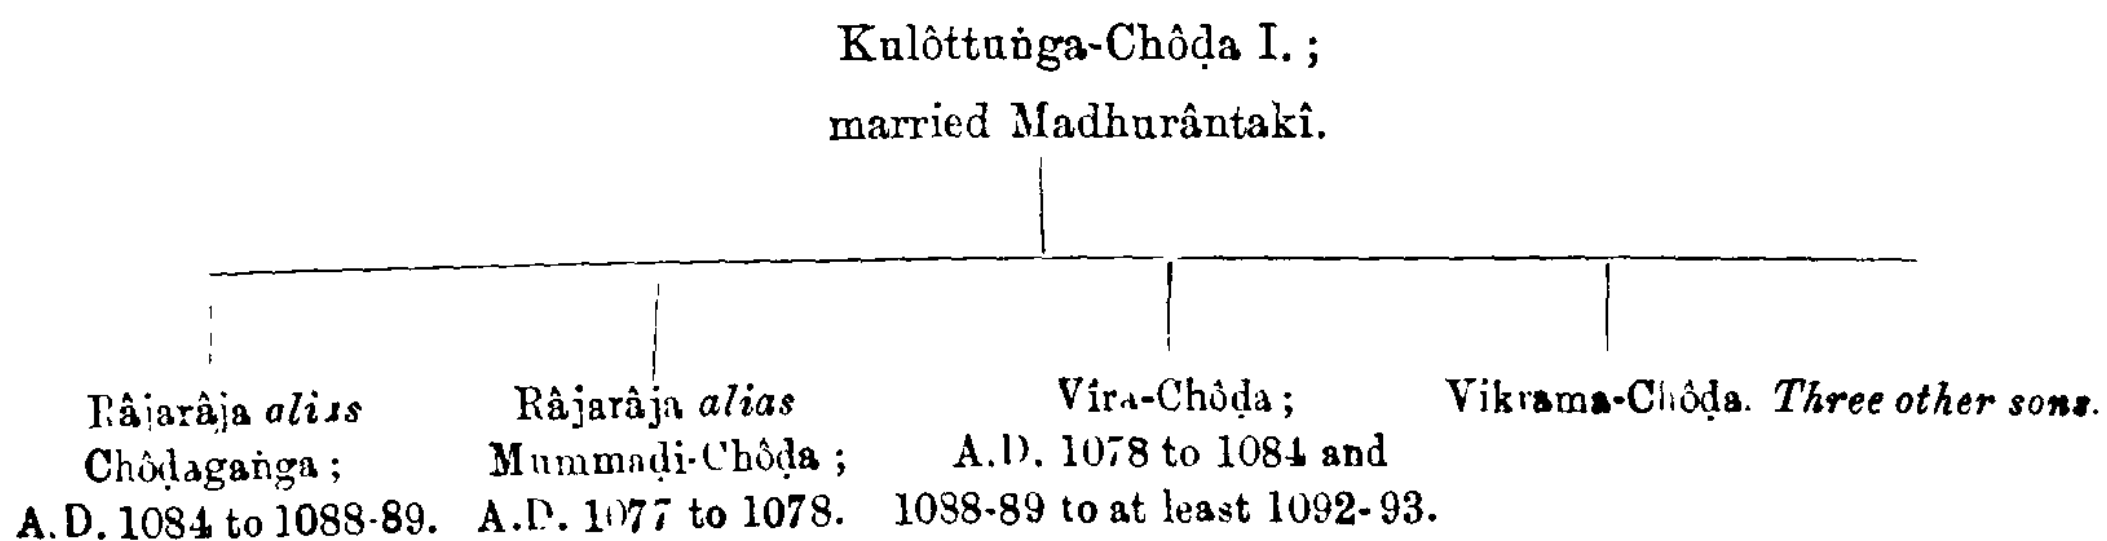 Kulôttuṅga-Chôḍa I. ;
married Madhurântakî.
Râjarâja alias
Chôḍagaṅga ;
A.D. 1084 to 1088-89.
Râjarâja alias
Mummaḍi-Chôḍa ;
A.D. 1077 to 1078.
Vîra-Chôḍa ;
A.D. 1078 to 1084 and
1088-89 to at least 1092-93.
Vikrama-Chôḍa. Three other sons.